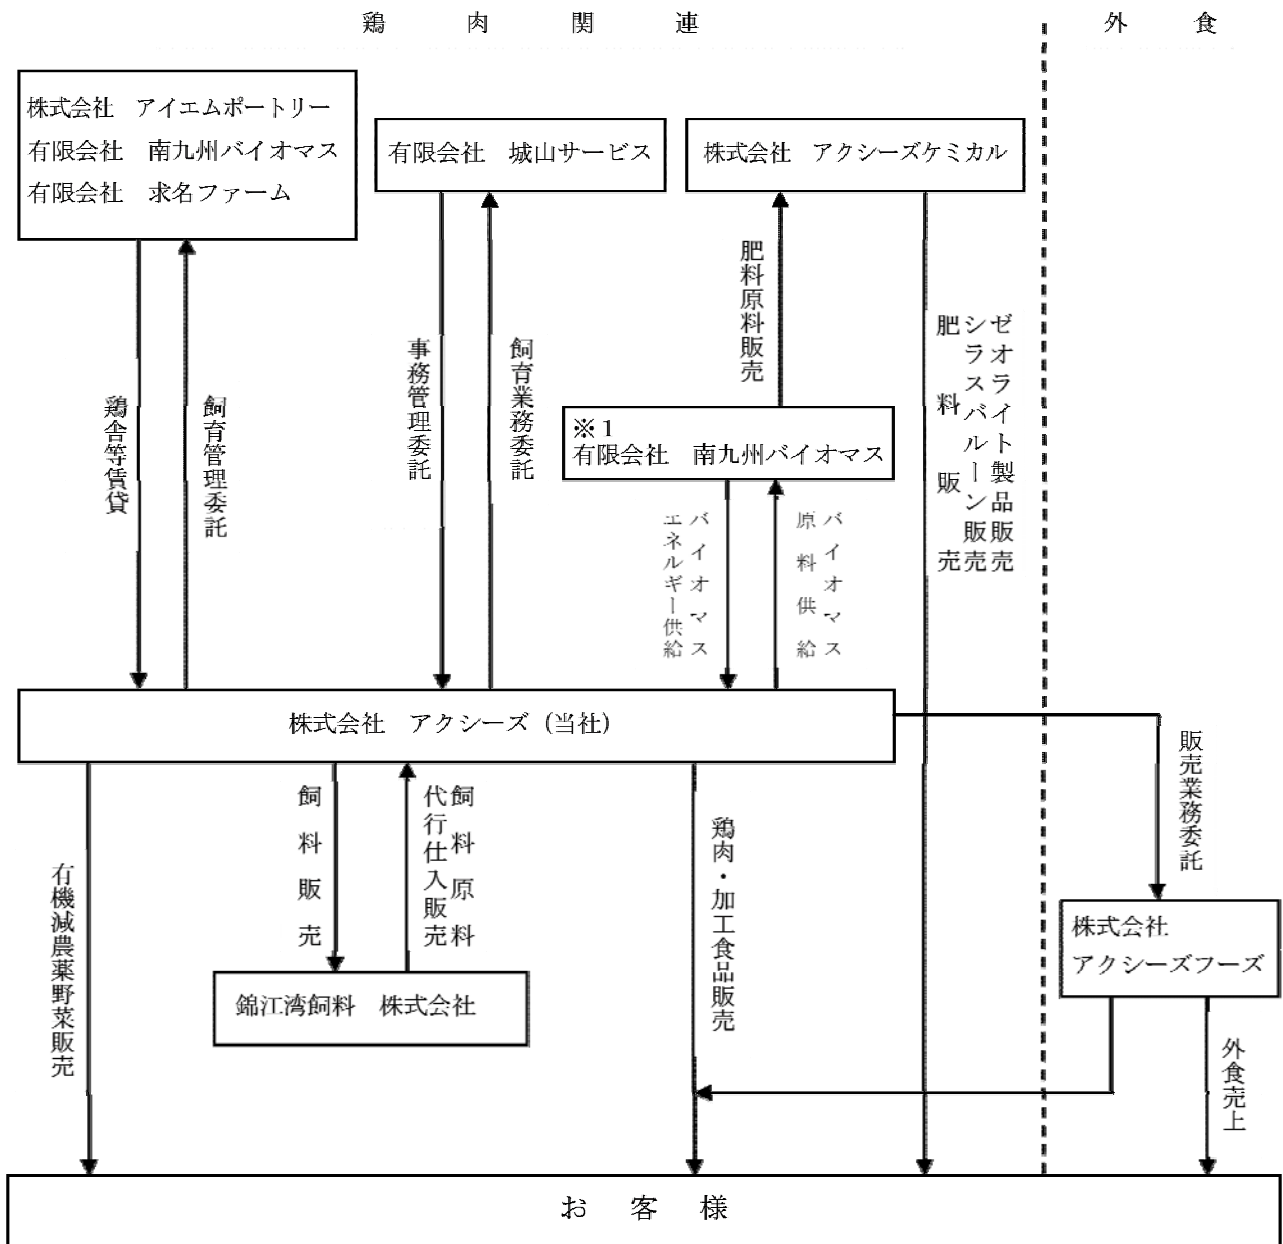 鶏肉関連
外食
株式会社　アイエムポートリー
有限会社　南九州バイオマス
有限会社　求名ファーム
有限会社　城山サービス
株式会社　アクシーズケミカル
鶏舎等賃貸
飼育管理委託
事務管理委託
飼育業務委託
肥料原料販売
ゼオライト製品販売
シラスバルーン販売
肥料販売
※1
有限会社　南九州バイオマス
バイオマス
エネルギー供給
バイオマス
原料供給
株式会社　アクシーズ（当社）
販売業務委託
有機減農薬野菜販売
飼料販売
飼料原料
代行仕入販売
鶏肉・加工食品販売
株式会社
アクシーズフーズ
錦江湾飼料　株式会社
外食売上
お客様